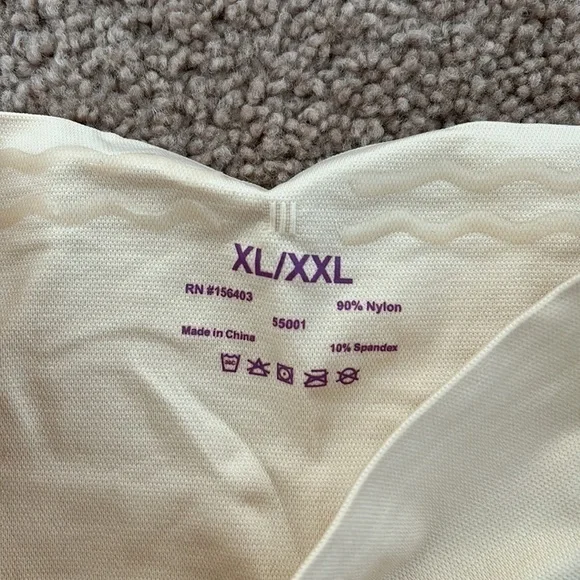 XL/XXL
RN #156403
90% Nylon
55001
Made in China
10% Spandex